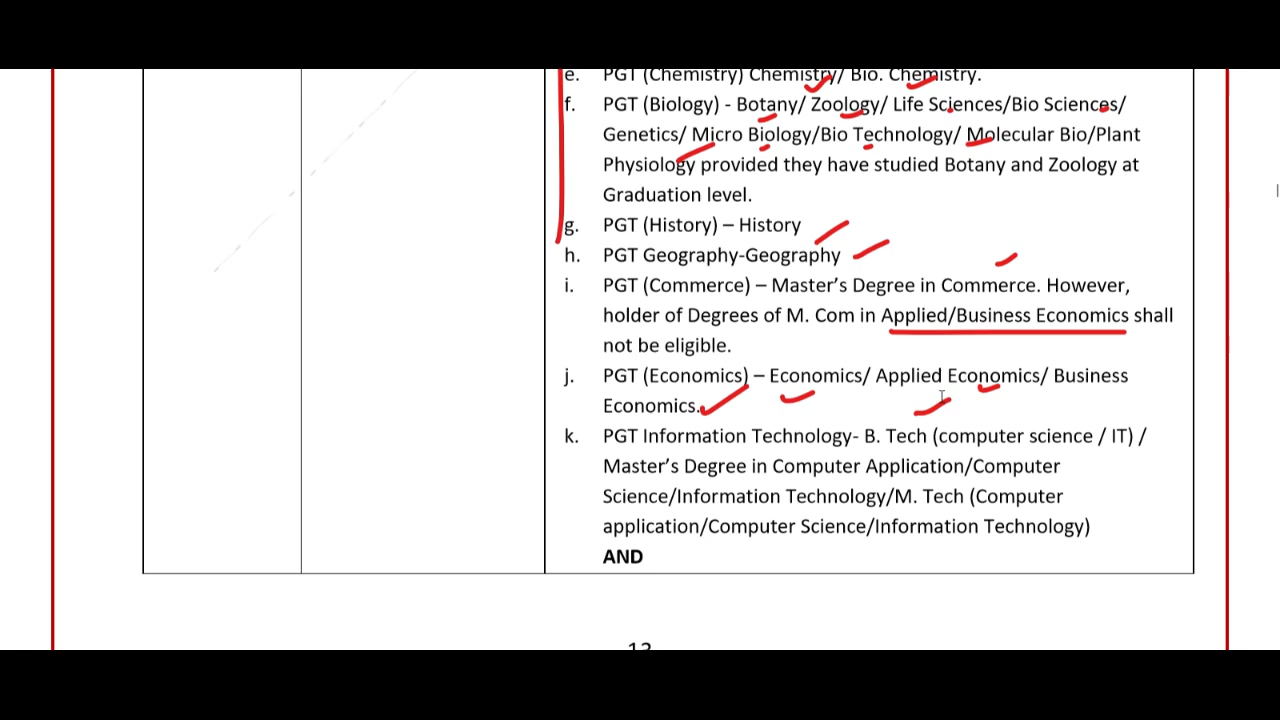 e. PGT (Chemistry) Chemistry/ Bio. Chemistry.
f. PGT (Biology) - Botany/ Zoology/ Life Sciences/Bio Sciences/
Genetics/ Micro Biology/Bio Technology/ Molecular Bio/Plant
Physiology provided they have studied Botany and Zoology at
Graduation level.
g. PGT (History) – History
h. PGT Geography-Geography
i. PGT (Commerce) – Master’s Degree in Commerce. However,
holder of Degrees of M. Com in Applied/Business Economics shall
not be eligible.
j. PGT (Economics) – Economics/ Applied Economics/ Business
Economics.
k. PGT Information Technology- B. Tech (computer science / IT) /
Master’s Degree in Computer Application/Computer
Science/Information Technology/M. Tech (Computer
application/Computer Science/Information Technology)
AND